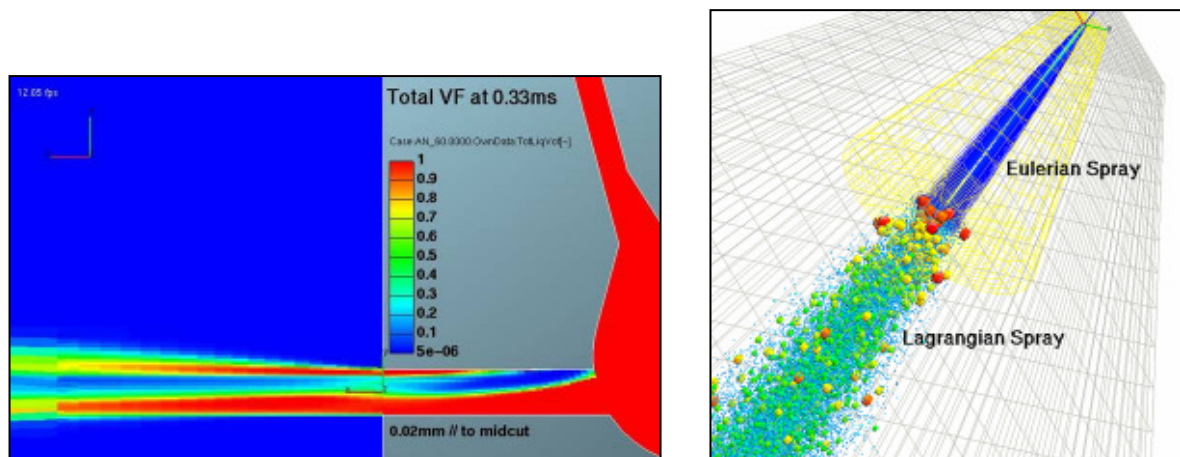 12.05 fps
Total VF at 0.33ms
Case:AN_60.0000:OwnData:TotLiqVof[-]
1
0.9
0.8
0.7
0.6
0.5
0.4
0.3
0.2
0.1
5e-06
0.02mm // to midcut
Eulerian Spray
Lagrangian Spray